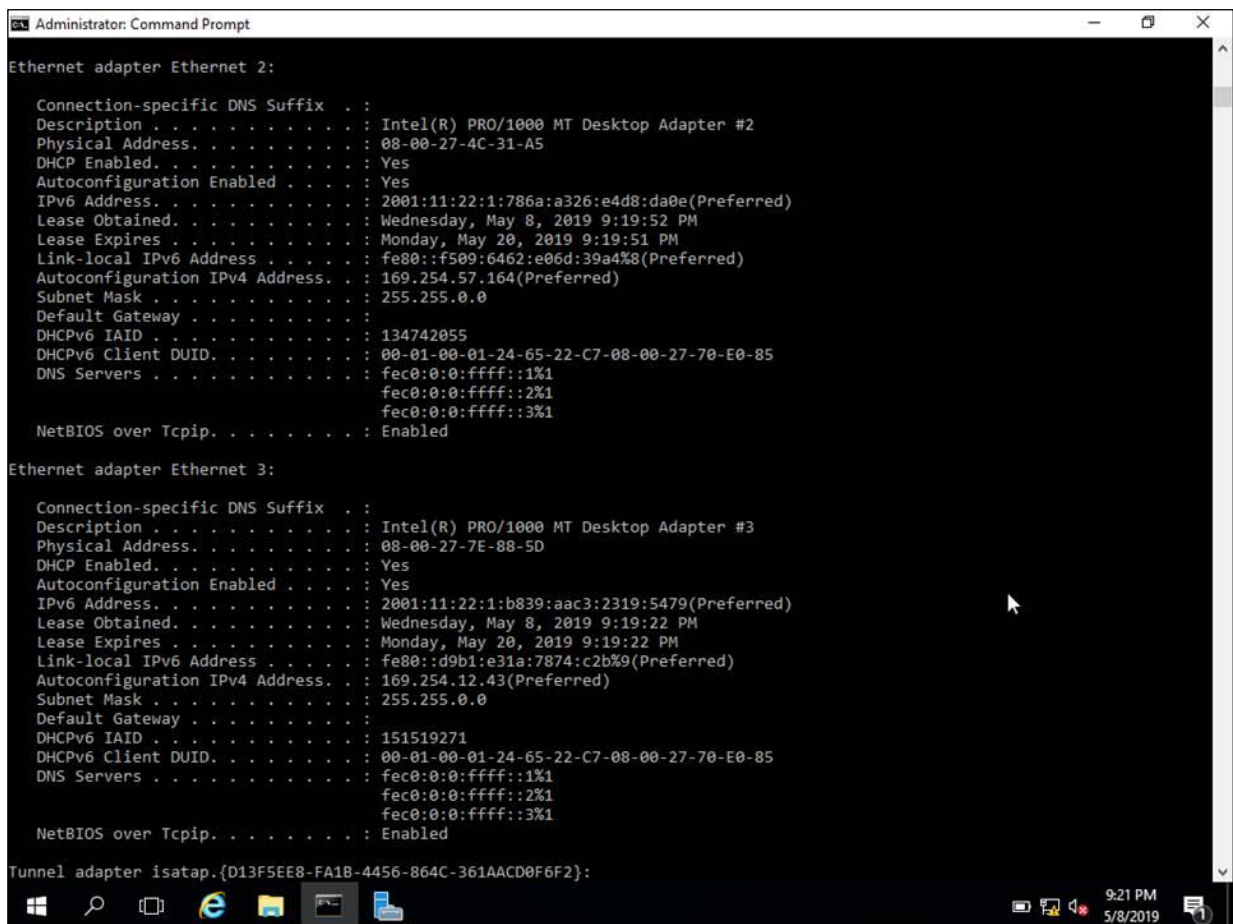 Administrator: Command Prompt
Ethernet adapter Ethernet 2:
Connection-specific DNS Suffix . :
Description . . . . . . . . . . . : Intel(R) PRO/1000 MT Desktop Adapter #2
Physical Address. . . . . . . . . : 08-00-27-4C-31-A5
DHCP Enabled. . . . . . . . . . . : Yes
Autoconfiguration Enabled . . . . : Yes
IPv6 Address. . . . . . . . . . . : 2001:11:22:1:786a:a326:e4d8:da0e(Preferred)
Lease Obtained. . . . . . . . . . : Wednesday, May 8, 2019 9:19:52 PM
Lease Expires . . . . . . . . . . : Monday, May 20, 2019 9:19:51 PM
Link-local IPv6 Address . . . . . : fe80::f509:6462:e06d:39a4%8(Preferred)
Autoconfiguration IPv4 Address. . : 169.254.57.164(Preferred)
Subnet Mask . . . . . . . . . . . : 255.255.0.0
Default Gateway . . . . . . . . . :
DHCPv6 IAID . . . . . . . . . . . : 134742055
DHCPv6 Client DUID. . . . . . . . : 00-01-00-01-24-65-22-C7-08-00-27-70-E0-85
DNS Servers . . . . . . . . . . . : fec0:0:0:ffff::1%1
fec0:0:0:ffff::2%1
fec0:0:0:ffff::3%1
NetBIOS over Tcpip. . . . . . . . : Enabled
Ethernet adapter Ethernet 3:
Connection-specific DNS Suffix . :
Description . . . . . . . . . . . : Intel(R) PRO/1000 MT Desktop Adapter #3
Physical Address. . . . . . . . . : 08-00-27-7E-88-5D
DHCP Enabled. . . . . . . . . . . : Yes
Autoconfiguration Enabled . . . . : Yes
IPv6 Address. . . . . . . . . . . : 2001:11:22:1:b839:aac3:2319:5479(Preferred)
Lease Obtained. . . . . . . . . . : Wednesday, May 8, 2019 9:19:22 PM
Lease Expires . . . . . . . . . . : Monday, May 20, 2019 9:19:22 PM
Link-local IPv6 Address . . . . . : fe80::d9b1:e31a:7874:c2b%9(Preferred)
Autoconfiguration IPv4 Address. . : 169.254.12.43(Preferred)
Subnet Mask . . . . . . . . . . . : 255.255.0.0
Default Gateway . . . . . . . . . :
DHCPv6 IAID . . . . . . . . . . . : 151519271
DHCPv6 Client DUID. . . . . . . . : 00-01-00-01-24-65-22-C7-08-00-27-70-E0-85
DNS Servers . . . . . . . . . . . : fec0:0:0:ffff::1%1
fec0:0:0:ffff::2%1
fec0:0:0:ffff::3%1
NetBIOS over Tcpip. . . . . . . . : Enabled
Tunnel adapter isatap.{D13F5EE8-FA1B-4456-864C-361AACD0F6F2}:
9:21 PM
5/8/2019
1